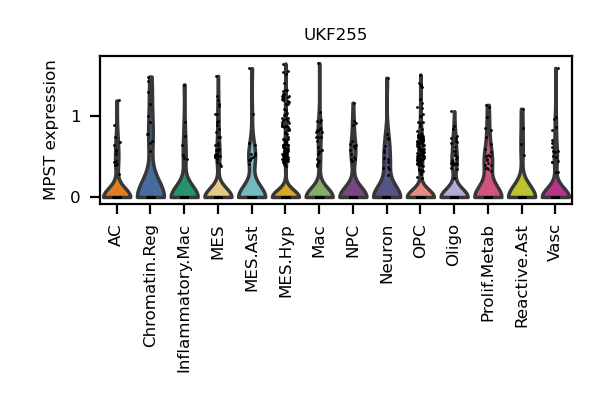 UKF255
MPST expression
1
0
AC
Chromatin.Reg
Inflammatory.Mac
MES
MES.Ast
MES.Hyp
Mac
NPC
Neuron
OPC
Oligo
Prolif.Metab
Reactive.Ast
Vasc